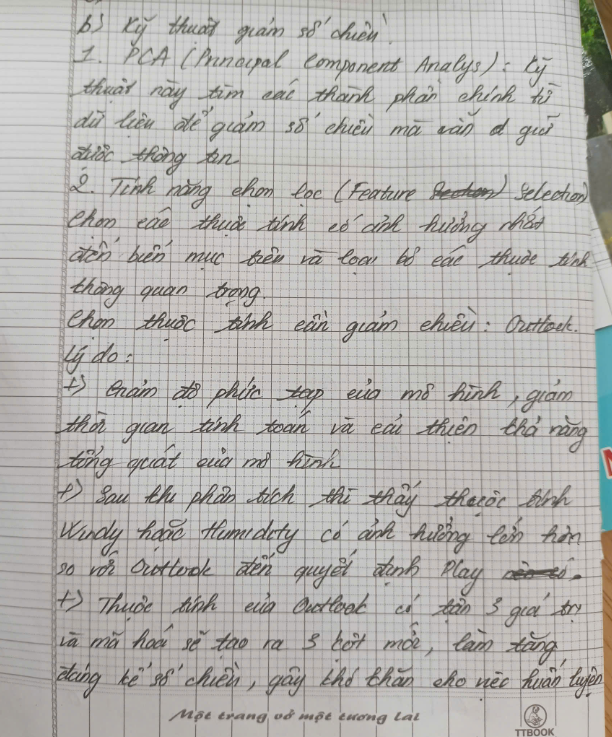 b) Kỹ thuật giảm số chiều.
1. PCA (Principal Component Analys): Kỹ
thuật này tìm các thành phần chính từ
dữ liệu để giảm số chiều mà vẫn giữ
được thông tin.
2. Tính năng chọn lọc (Feature Selection)
Chọn các thuộc tính có ảnh hưởng nhất
đến biến mục tiêu và loại bỏ các thuộc tính
không quan trọng.
Chọn thuộc tính cần giảm chiều: Outlook.
Lý do:
+) Giảm độ phức tạp của mô hình, giảm
thời gian tính toán và cải thiện khả năng
tổng quát của mô hình
+) Sau khi phân tích thì thấy thuộc tính
Windy hoặc Humidity có ảnh hưởng lớn hơn
so với Outlook đến quyết định Play.
+) Thuộc tính của Outlook có tận 3 giá trị
và mã hoá sẽ tạo ra 3 cột mới, làm tăng
đáng kể số chiều, gây khó khăn cho việc huấn luyện
Một trang vở một tương lai
TTBOOK